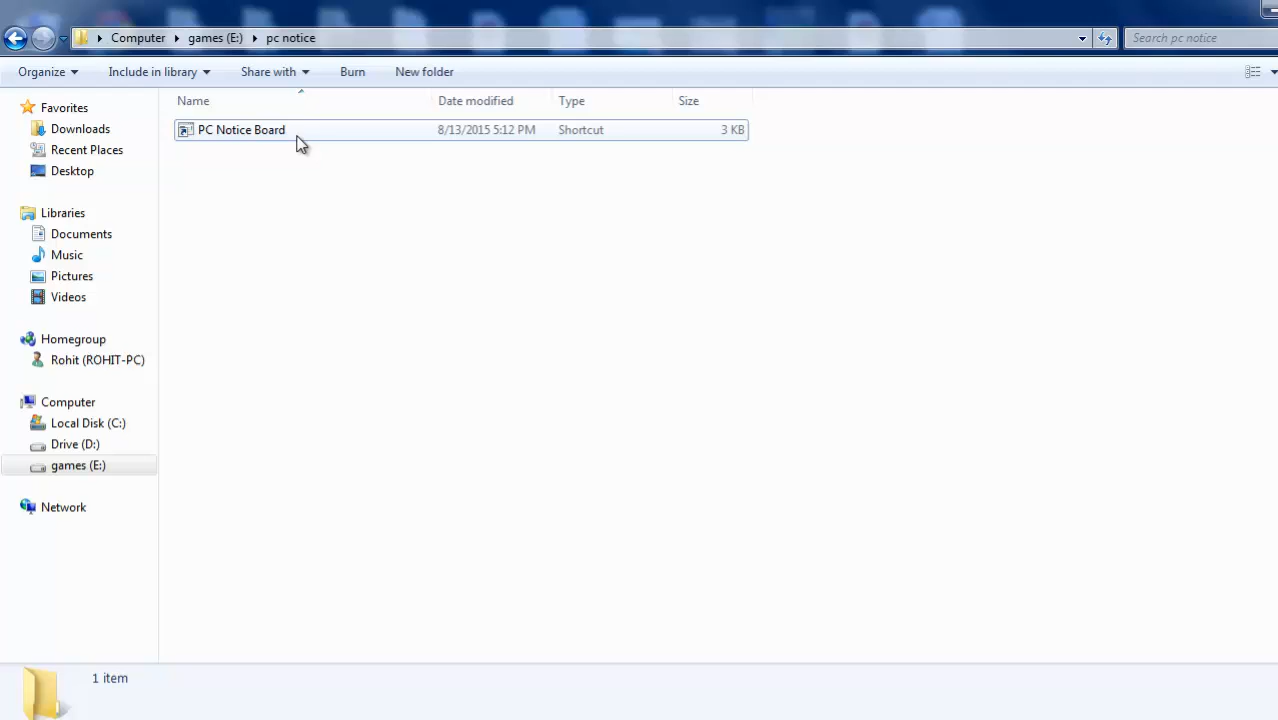 Computer games (E:) pc notice Search pc notice
Organize Include in library Share with Burn New folder
Name Date modified Type Size
PC Notice Board 8/13/2015 5:12 PM Shortcut 3 KB
Favorites
Downloads
Recent Places
Desktop
Libraries
Documents
Music
Pictures
Videos
Homegroup
Rohit (ROHIT-PC)
Computer
Local Disk (C:)
Drive (D:)
games (E:)
Network
1 item